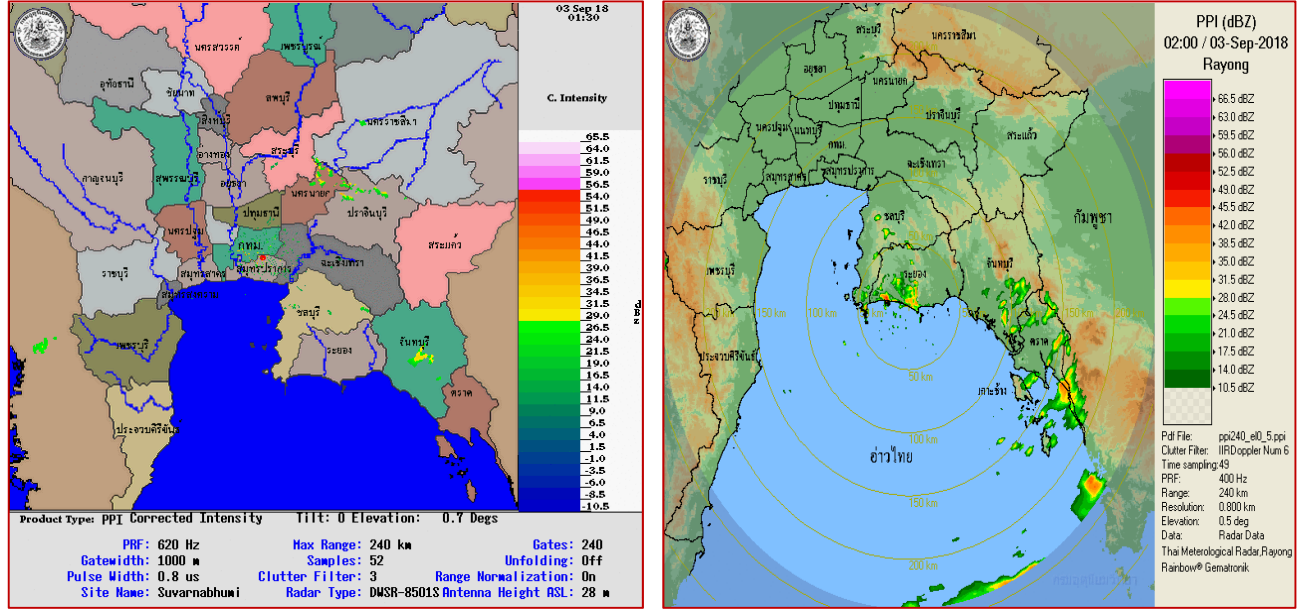 03 Sep 18
01:30
C. Intensity
65.5
64.0
61.5
59.0
56.5
54.0
51.5
49.0
46.5
44.0
41.5
39.0
36.5
34.0
31.5
29.0
26.5
24.0
21.5
19.0
16.5
14.0
11.5
9.0
6.5
4.0
1.5
-1.0
-3.5
-6.0
-8.5
-10.5
dBz
นครสวรรค์
เพชรบูรณ์
อุทัยธานี
ชัยนาท
ลพบุรี
สิงห์บุรี
นครราชสีมา
อ่างทอง
สระบุรี
กาญจนบุรี
สุพรรณบุรี
อยุธยา
นครนายก
ปราจีนบุรี
ปทุมธานี
นครปฐม
กทม.
สระแก้ว
ราชบุรี
สมุทรสาคร
สมุทรปราการ
ฉะเชิงเทรา
สมุทรสงคราม
ชลบุรี
เพชรบุรี
ระยอง
จันทบุรี
ตราด
ประจวบคีรีขันธ์
Product Type: PPI Corrected Intensity Tilt: 0 Elevation: 0.7 Degs
PRF: 620 Hz Max Range: 240 km Gates: 240
Gatewidth: 1000 m Samples: 52 Unfolding: Off
Pulse Width: 0.8 us Clutter Filter: 3 Range Normalization: On
Site Name: Suvarnabhumi Radar Type: DWSR-8501S Antenna Height ASL: 28 m
PPI (dBZ)
02:00 / 03-Sep-2018
Rayong
66.5 dBZ
63.0 dBZ
59.5 dBZ
56.0 dBZ
52.5 dBZ
49.0 dBZ
45.5 dBZ
42.0 dBZ
38.5 dBZ
35.0 dBZ
31.5 dBZ
28.0 dBZ
24.5 dBZ
21.0 dBZ
17.5 dBZ
14.0 dBZ
10.5 dBZ
Pdf File: ppi240_el0_5.ppi
Clutter Filter: IIRDoppler Num 6
Time sampling:49
PRF: 400 Hz
Range: 240 km
Resolution: 0.800 km
Elevation: 0.5 deg
Data: Radar Data
Thai Meterological Radar,Rayong
Rainbow® Gematronik
สระบุรี
นครราชสีมา
อยุธยา
นครนายก
ปทุมธานี
ปราจีนบุรี
นครปฐม
นนทบุรี
กทม.
สระแก้ว
ฉะเชิงเทรา
ราชบุรี
สมุทรสาคร
สมุทรปราการ
ชลบุรี
กัมพูชา
เพชรบุรี
ระยอง
จันทบุรี
150 km
100 km
ตราด
ประจวบคีรีขันธ์
50 km
เกาะช้าง
100 km
อ่าวไทย
150 km
200 km